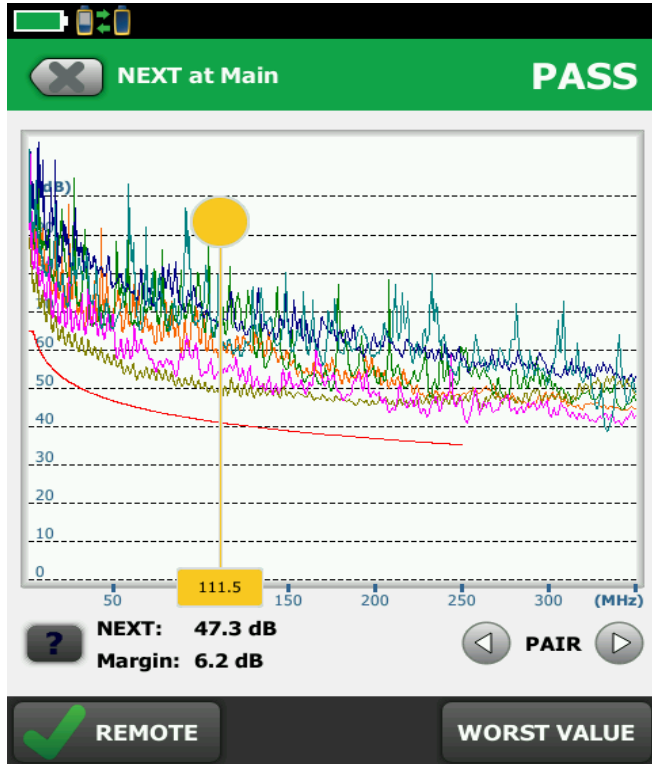 NEXT at Main
PASS
(dB)
60
50
40
30
20
10
0
111.5
50
150
200
250
300
(MHz)
?
NEXT: 47.3 dB
Margin: 6.2 dB
PAIR
REMOTE
WORST VALUE